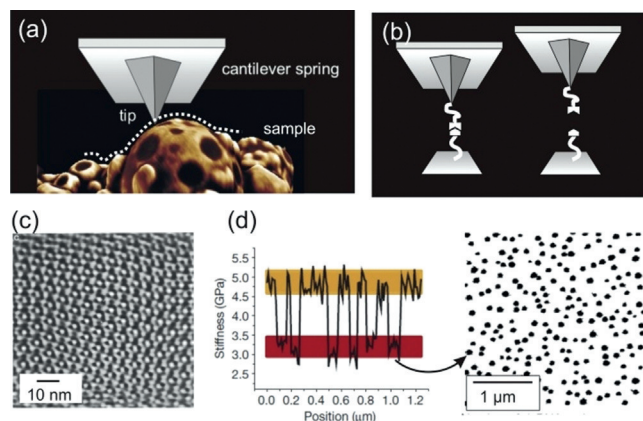 (a)
cantilever spring
tip
sample
(b)
(c)
10 nm
(d)
Stiffness (GPa)
5.5
5.0
4.5
4.0
3.5
3.0
2.5
0.0 0.2 0.4 0.6 0.8 1.0 1.2
Position (μm)
1 μm